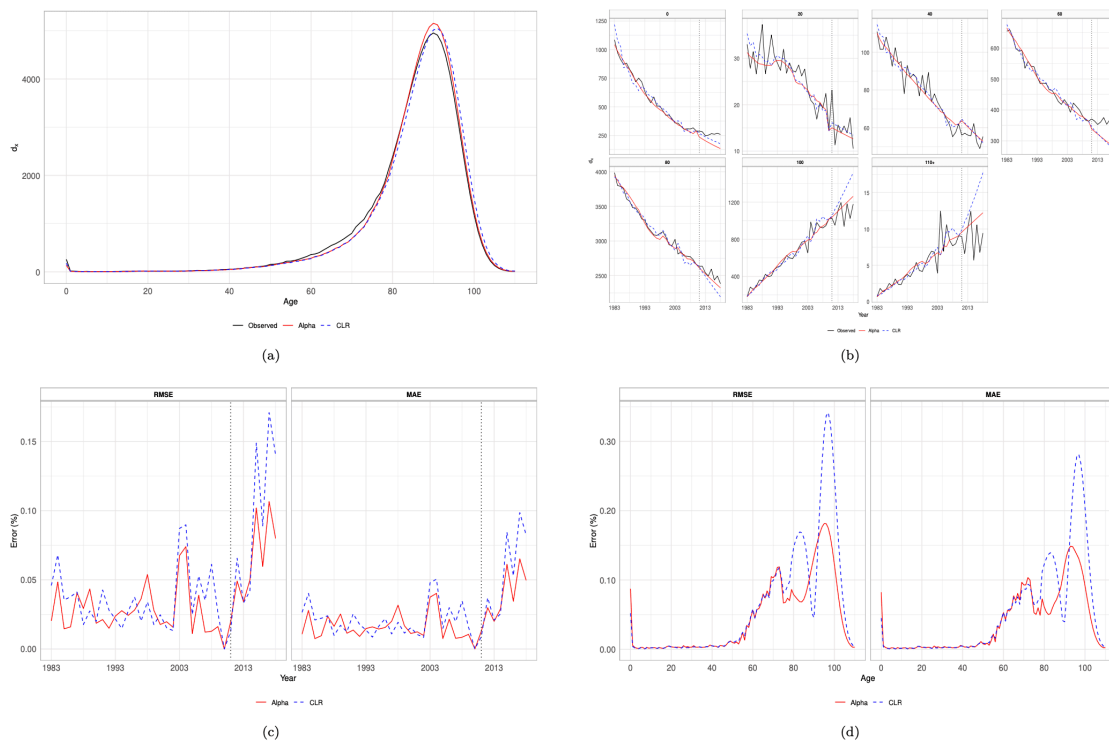 4000
2000
0
d_x
0 20 40 60 80 100
Age
Observed Alpha CLR
(a)
0 20 40 60
1250
1000
750
500
250
30
20
10
100
80
60
600
500
400
300
80 100 110+
4000
3500
3000
2500
1200
800
400
15
10
5
0
d_x
1983 1993 2003 2013 1983 1993 2003 2013 1983 1993 2003 2013 1983 1993 2003 2013
Year
Observed Alpha CLR
(b)
RMSE MAE
0.15
0.10
0.05
0.00
Error (%)
1983 1993 2003 2013 1983 1993 2003 2013
Year
Alpha CLR
(c)
RMSE MAE
0.30
0.20
0.10
0.00
Error (%)
0 20 40 60 80 100 0 20 40 60 80 100
Age
Alpha CLR
(d)